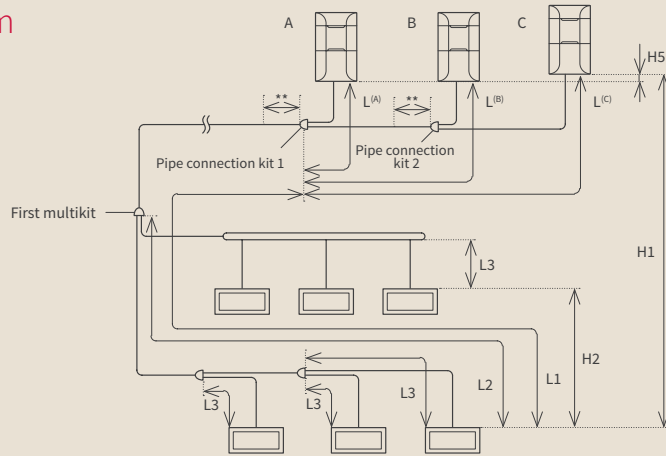 m
A
B
C
H5
**
**
L(A)
L(B)
L(C)
Pipe connection kit 1
Pipe connection
kit 2
First multikit
L3
H1
H2
L3
L3
L3
L2
L1